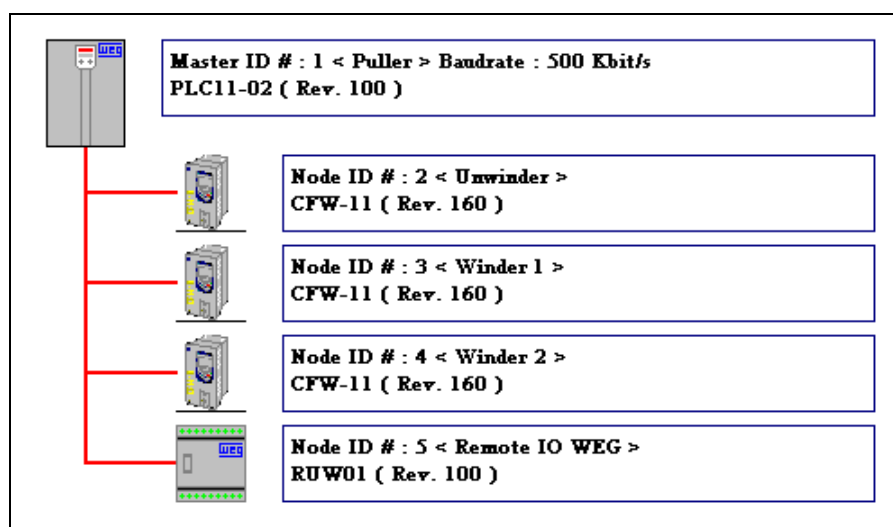 weg
Master ID # : 1 < Puller > Baudrate : 500 Kbit/s
PLC11-02 ( Rev. 100 )
Node ID # : 2 < Unwinder >
CFW-11 ( Rev. 160 )
Node ID # : 3 < Winder 1 >
CFW-11 ( Rev. 160 )
Node ID # : 4 < Winder 2 >
CFW-11 ( Rev. 160 )
weg
Node ID # : 5 < Remote IO WEG >
RUW01 ( Rev. 100 )